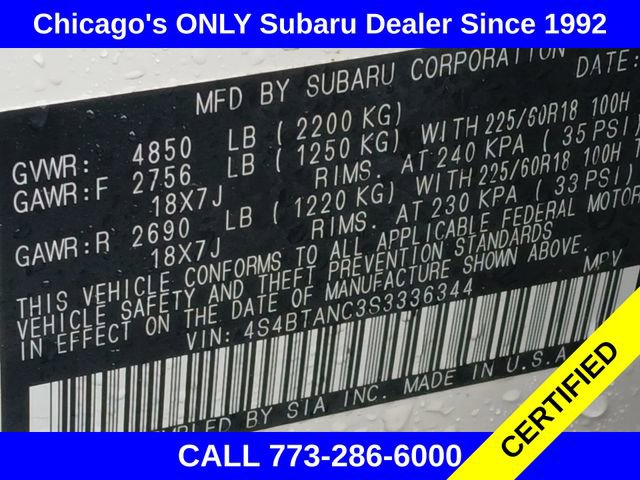 Chicago's ONLY Subaru Dealer Since 1992
MFD BY SUBARU CORPORATION DATE:
GVWR: 4850 LB ( 2200 KG)
GAWR:F 2756 LB ( 1250 KG) WITH 225/60R18 100H
18X7J RIMS. AT 240 KPA ( 35 PSI)
GAWR:R 2690 LB ( 1220 KG) WITH 225/60R18 100H
18X7J RIMS. AT 230 KPA ( 33 PSI)
THIS VEHICLE CONFORMS TO ALL APPLICABLE FEDERAL MOTOR
VEHICLE SAFETY AND THEFT PREVENTION STANDARDS
IN EFFECT ON THE DATE OF MANUFACTURE SHOWN ABOVE.
VIN: 4S4BTANC3S3336344 MPV
BY SIA INC. MADE IN U.S.A
CERTIFIED
CALL 773-286-6000